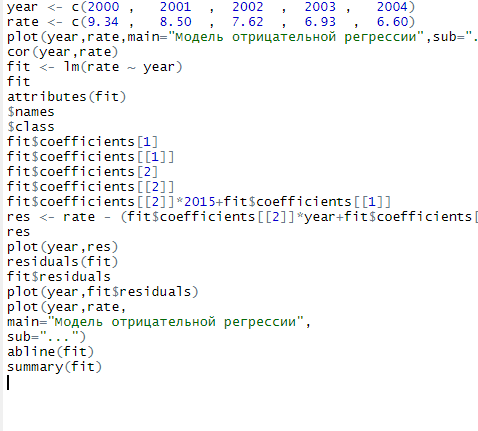 year <- c(2000 ,   2001  ,  2002  ,  2003 ,   2004)
rate <- c(9.34 ,   8.50  ,  7.62  ,  6.93  ,  6.60)
plot(year,rate,main="Модель отрицательной регрессии",sub=".
cor(year,rate)
fit <- lm(rate ~ year)
fit
attributes(fit)
$names
$class
fit$coefficients[1]
fit$coefficients[[1]]
fit$coefficients[2]
fit$coefficients[[2]]
fit$coefficients[[2]]*2015+fit$coefficients[[1]]
res <- rate - (fit$coefficients[[2]]*year+fit$coefficients[
res
plot(year,res)
residuals(fit)
fit$residuals
plot(year,fit$residuals)
plot(year,rate,
main="Модель отрицательной регрессии",
sub="...")
abline(fit)
summary(fit)